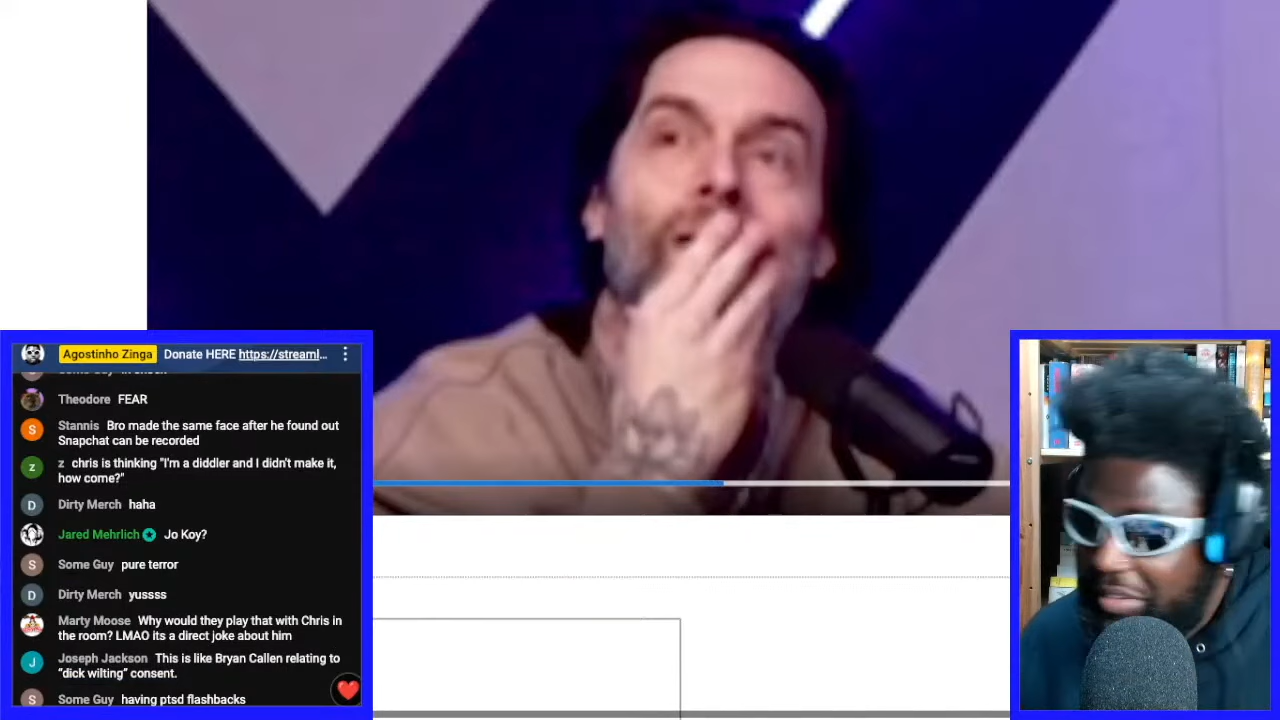 Agostinho Zinga Donate HERE https://streaml...
Some Guy
Theodore FEAR
S Stannis Bro made the same face after he found out
Snapchat can be recorded
z z chris is thinking "I'm a diddler and I didn't make it,
how come?"
D Dirty Merch haha
Jared Mehrlich Jo Koy?
S Some Guy pure terror
D Dirty Merch yussss
Marty Moose Why would they play that with Chris in
the room? LMAO its a direct joke about him
J Joseph Jackson This is like Bryan Callen relating to
“dick wilting” consent.
S Some Guy having ptsd flashbacks